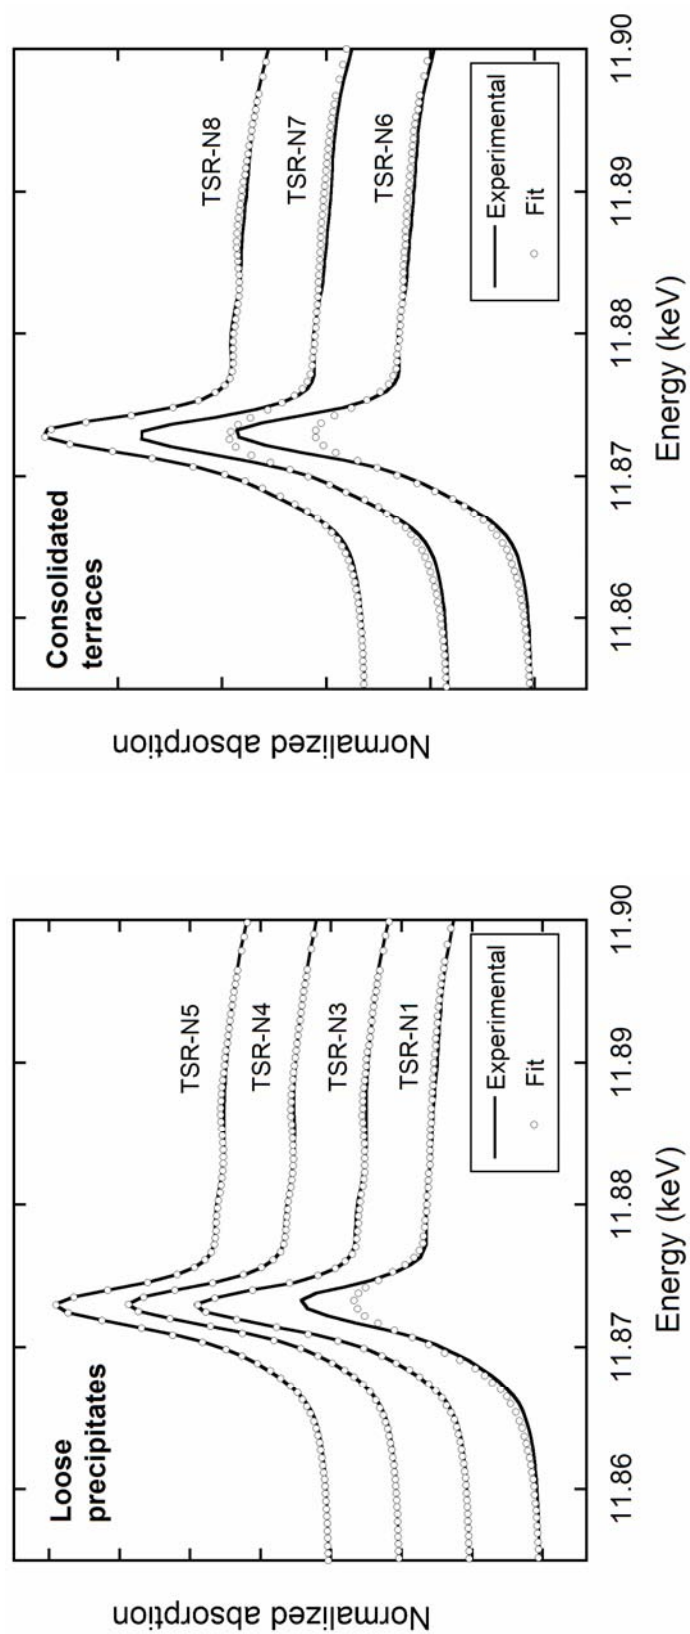 Loose
precipitates
TSR-N5
TSR-N4
TSR-N3
TSR-N1
Experimental
Fit
Normalized absorption
11.86
11.87
11.88
11.89
11.90
Energy (keV)
Consolidated
terraces
TSR-N8
TSR-N7
TSR-N6
Experimental
Fit
Normalized absorption
11.86
11.87
11.88
11.89
11.90
Energy (keV)